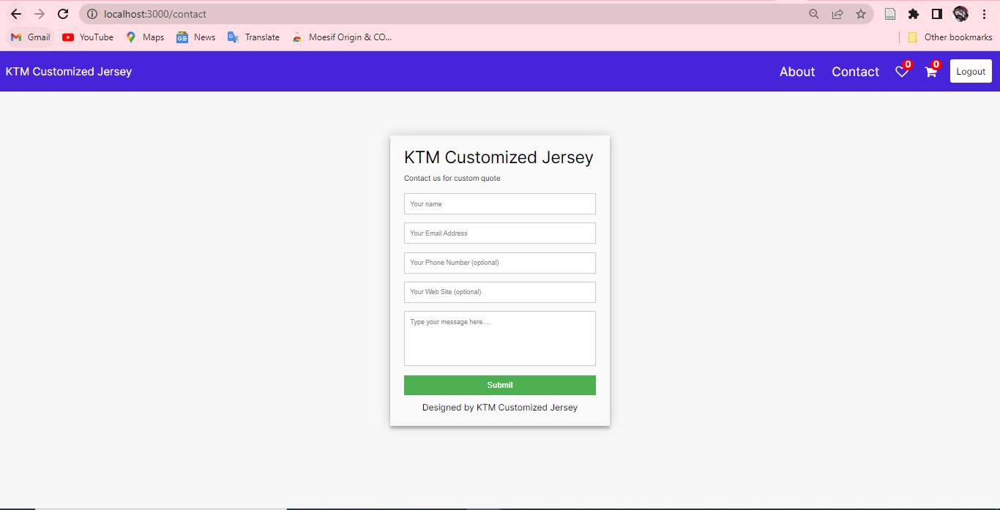 localhost:3000/contact
Gmail YouTube Maps News Translate Moesif Origin & CO... Other bookmarks
KTM Customized Jersey About Contact 0 0 Logout
KTM Customized Jersey
Contact us for custom quote
Your name
Your Email Address
Your Phone Number (optional)
Your Web Site (optional)
Type your message here....
Submit
Designed by KTM Customized Jersey